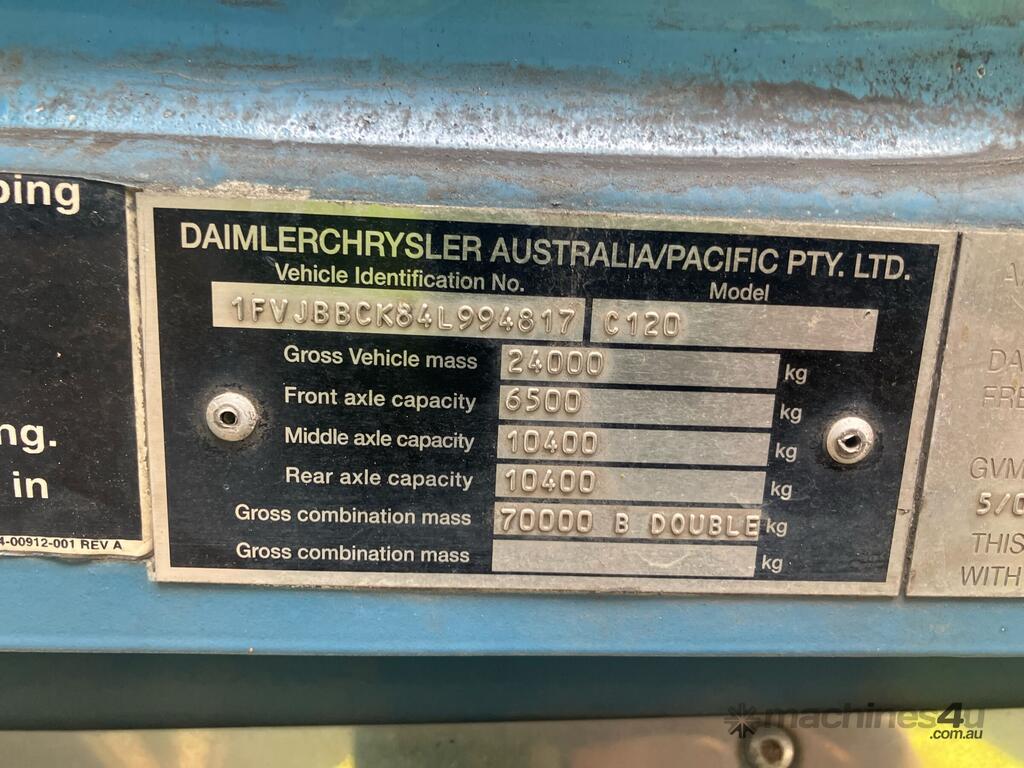 ping
ng.
in
4-00912-001 REV A
DAIMLERCHRYSLER AUSTRALIA/PACIFIC PTY. LTD.
Vehicle Identification No. Model
1FVJBBCK84L994817 C120
Gross Vehicle mass 24000 kg
Front axle capacity 6500 kg
Middle axle capacity 10400 kg
Rear axle capacity 10400 kg
Gross combination mass 70000 B DOUBLE kg
Gross combination mass kg
A
DA
FRE
GVM
5/0
THIS
WITH
machines4u
.com.au